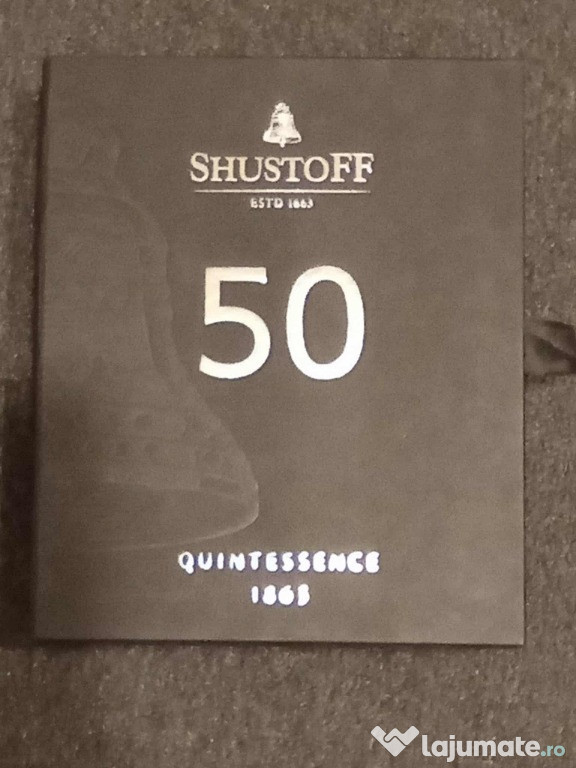 SHUSTOFF
ESTD 1863
50
QUINTESSENCE
1863
lajumate.ro